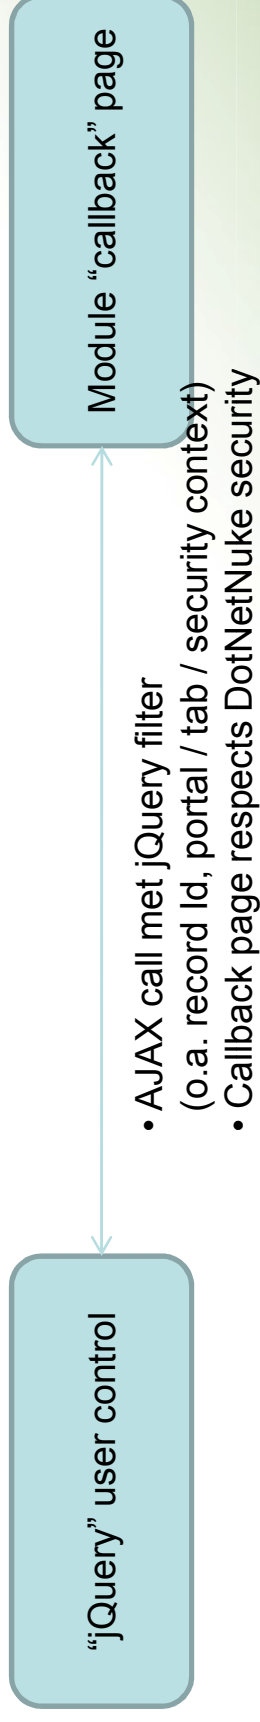 “jQuery” user control
Module “callback” page
• AJAX call met jQuery filter
(o.a. record Id, portal / tab / security context)
• Callback page respects DotNetNuke security